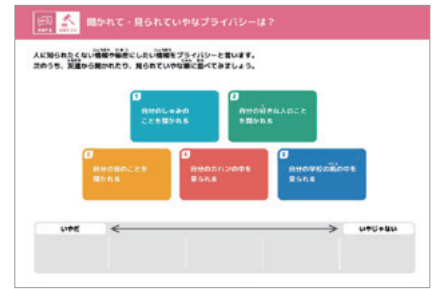 聞かれて・見られていやなプライバシーは？
人に知られたくない情報や秘密にしたい情報をプライバシーと言います。
次のうち、友達から聞かれたり、見られていやな順に並べてみましょう。
1
自分のしゅみの
ことを聞かれる
2
自分の好きな人のこと
を聞かれる
3
自分の親のことを
聞かれる
4
自分のカバンの中を
見られる
5
自分の学校の机の中を
見られる
いやだ
いやじゃない